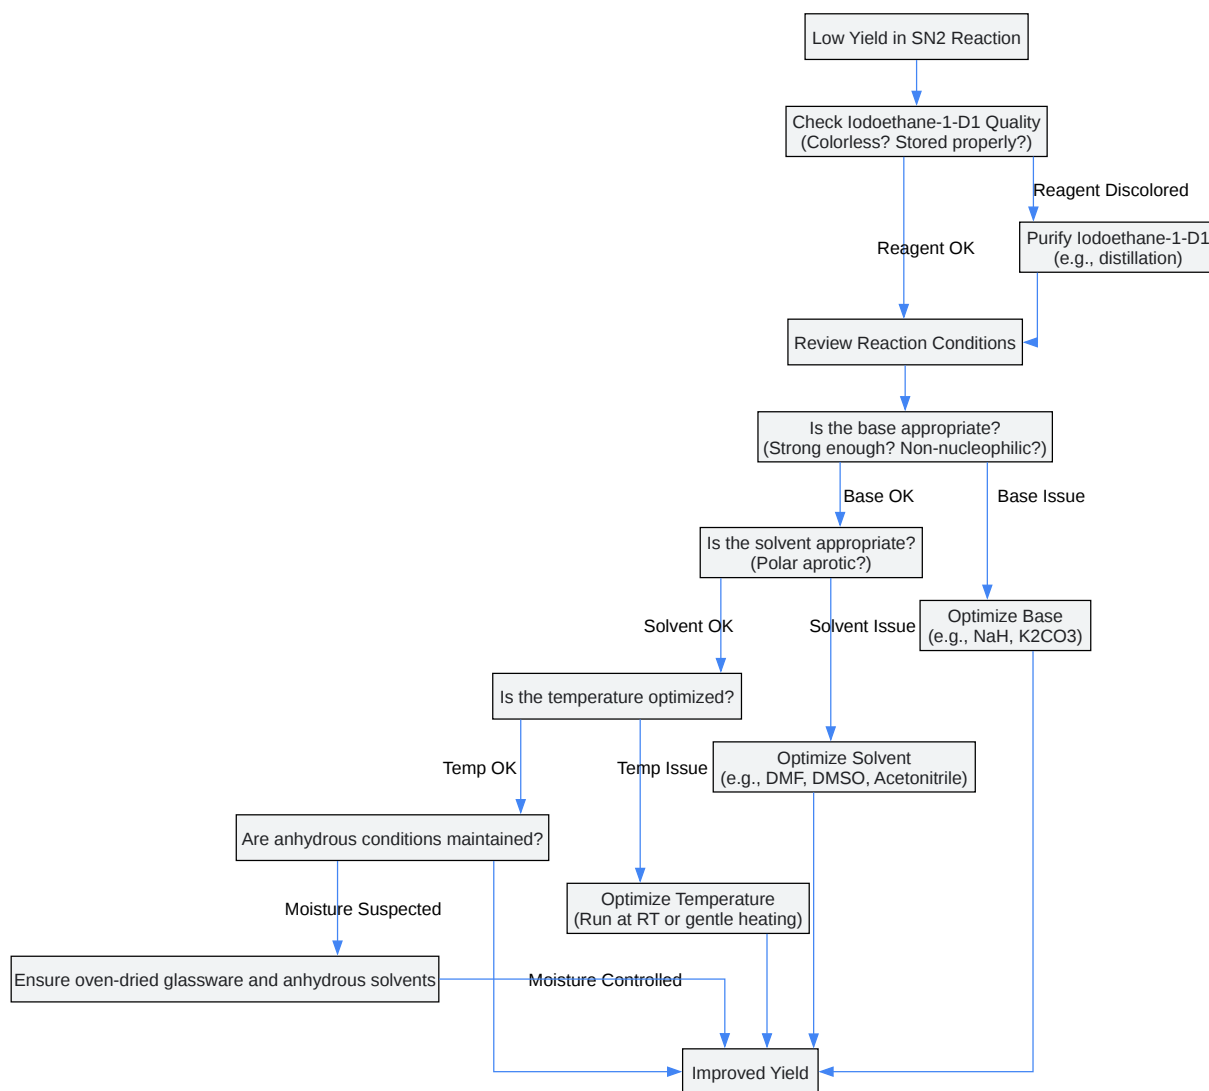 Low Yield in SN2 Reaction
Check Iodoethane-1-D1 Quality
(Colorless? Stored properly?)
Reagent Discolored
Purify Iodoethane-1-D1
(e.g., distillation)
Reagent OK
Review Reaction Conditions
Is the base appropriate?
(Strong enough? Non-nucleophilic?)
Base OK
Base Issue
Is the solvent appropriate?
(Polar aprotic?)
Solvent OK
Solvent Issue
Optimize Base
(e.g., NaH, K2CO3)
Is the temperature optimized?
Temp OK
Temp Issue
Optimize Solvent
(e.g., DMF, DMSO, Acetonitrile)
Are anhydrous conditions maintained?
Moisture Suspected
Optimize Temperature
(Run at RT or gentle heating)
Ensure oven-dried glassware and anhydrous solvents
Moisture Controlled
Improved Yield